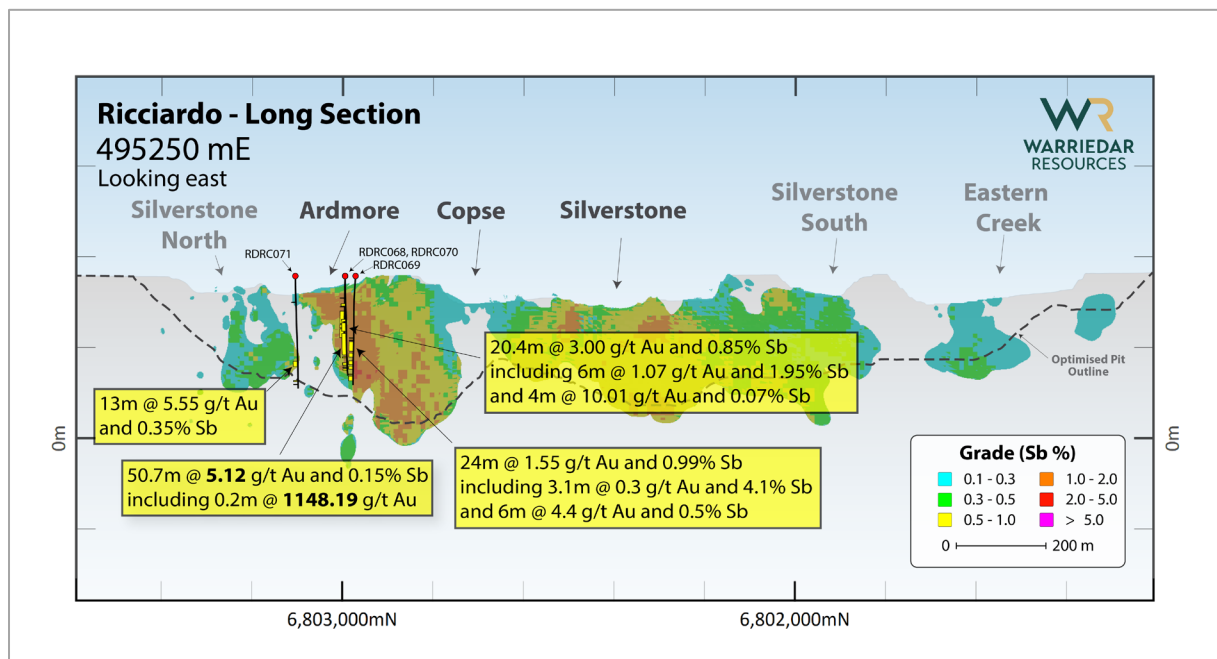 Ricciardo - Long Section
495250 mE
Looking east
WR
WARRIEDAR
RESOURCES
Silverstone
North
Ardmore
Copse
Silverstone
Silverstone
South
Eastern
Creek
RDRC071
RDRC068, RDRC070
RDRC069
20.4m @ 3.00 g/t Au and 0.85% Sb
including 6m @ 1.07 g/t Au and 1.95% Sb
and 4m @ 10.01 g/t Au and 0.07% Sb
Optimised Pit
Outline
13m @ 5.55 g/t Au
and 0.35% Sb
50.7m @ 5.12 g/t Au and 0.15% Sb
including 0.2m @ 1148.19 g/t Au
24m @ 1.55 g/t Au and 0.99% Sb
including 3.1m @ 0.3 g/t Au and 4.1% Sb
and 6m @ 4.4 g/t Au and 0.5% Sb
0m
0m
Grade (Sb %)
0.1 - 0.3
1.0 - 2.0
0.3 - 0.5
2.0 - 5.0
0.5 - 1.0
> 5.0
0 200 m
6,803,000mN
6,802,000mN